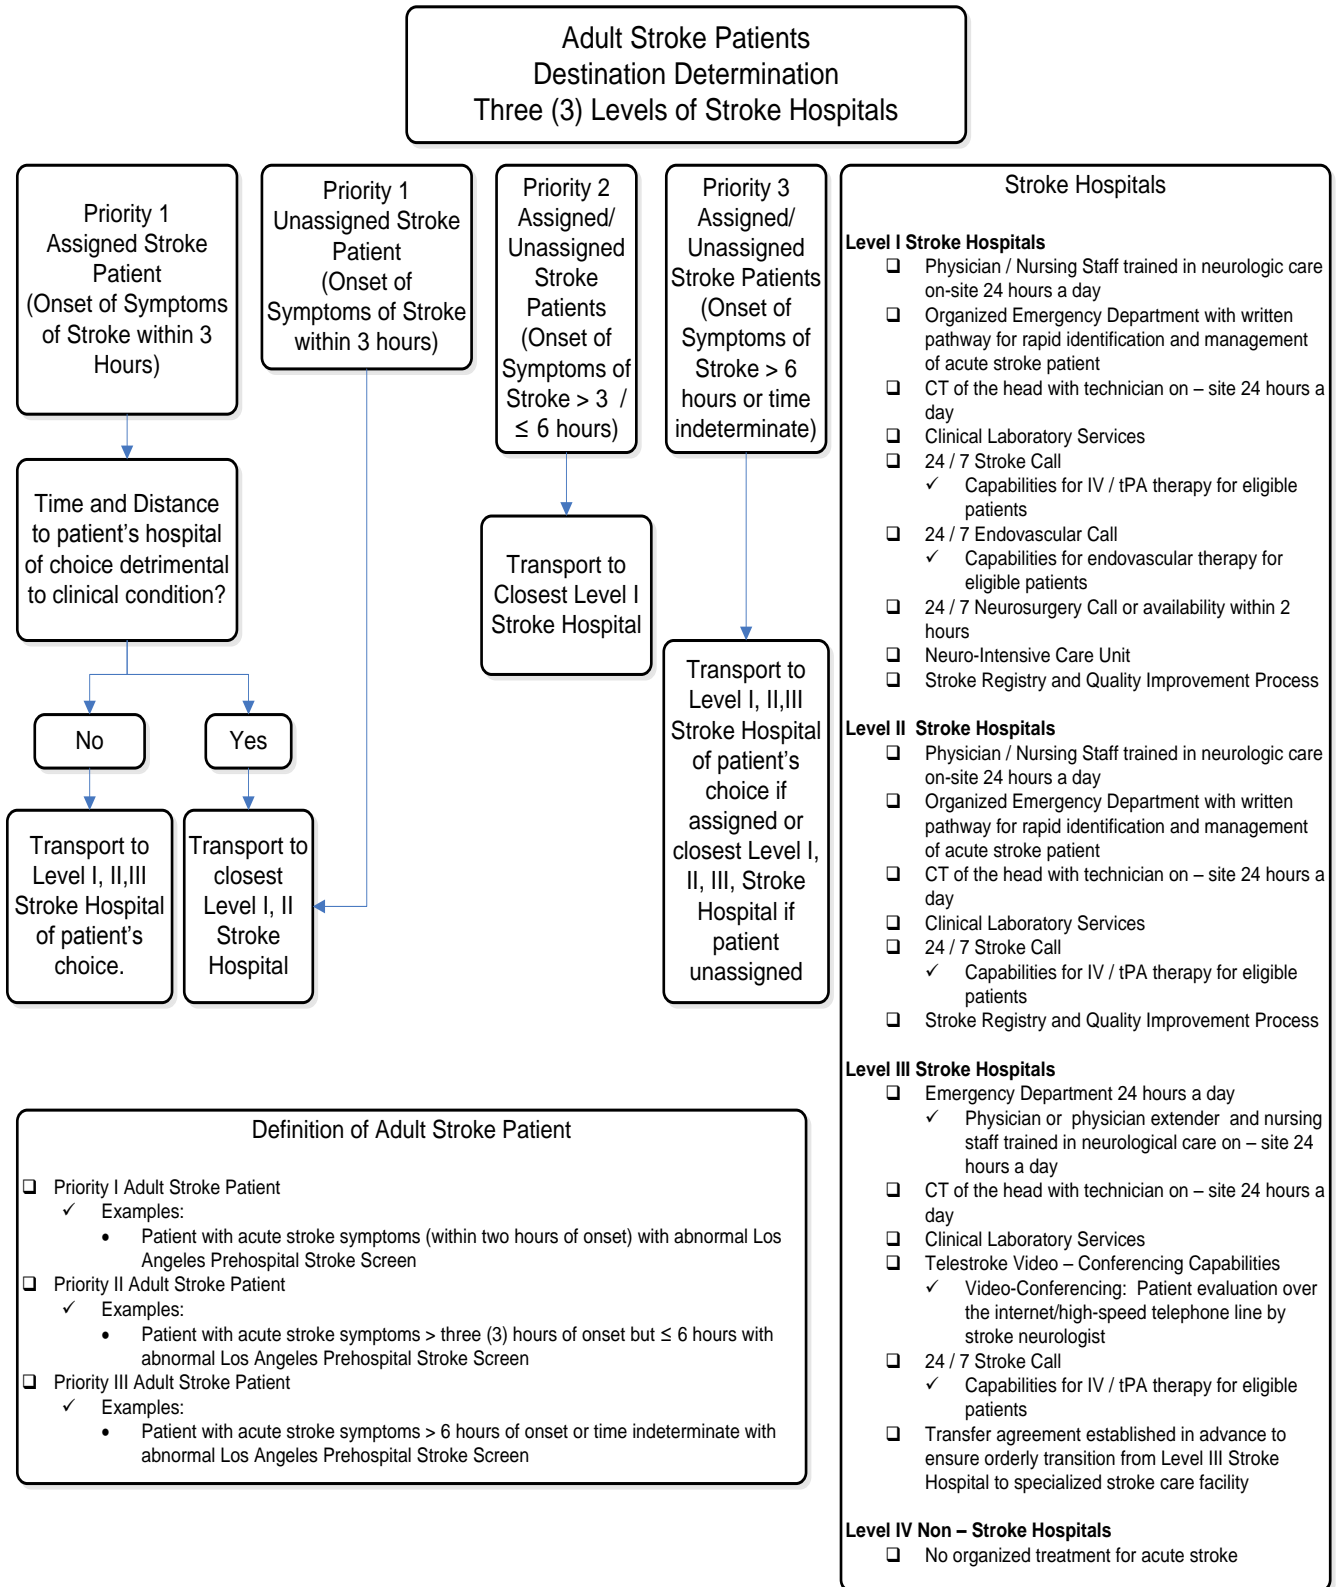 Adult Stroke Patients
Destination Determination
Three (3) Levels of Stroke Hospitals
Priority 1
Assigned Stroke
Patient
(Onset of Symptoms
of Stroke within 3
Hours)
Time and Distance
to patient's hospital
of choice detrimental
to clinical condition?
No
Yes
Transport to
Level I, II,III
Stroke Hospital
of patient's
choice.
Transport to
closest
Level I, II
Stroke
Hospital
Priority 1
Unassigned Stroke
Patient
(Onset of
Symptoms of Stroke
within 3 hours)
Priority 2
Assigned/
Unassigned
Stroke
Patients
(Onset of
Symptoms of
Stroke > 3 /
≤ 6 hours)
Transport to
Closest Level I
Stroke Hospital
Priority 3
Assigned/
Unassigned
Stroke Patients
(Onset of
Symptoms of
Stroke > 6
hours or time
indeterminate)
Transport to
Level I, II,III
Stroke Hospital
of patient's
choice if
assigned or
closest Level I,
II, III, Stroke
Hospital if
patient
unassigned
Stroke Hospitals
Level I Stroke Hospitals
❑ Physician / Nursing Staff trained in neurologic care
on-site 24 hours a day
❑ Organized Emergency Department with written
pathway for rapid identification and management
of acute stroke patient
❑ CT of the head with technician on – site 24 hours a
day
❑ Clinical Laboratory Services
❑ 24 / 7 Stroke Call
✓ Capabilities for IV / tPA therapy for eligible
patients
❑ 24 / 7 Endovascular Call
✓ Capabilities for endovascular therapy for
eligible patients
❑ 24 / 7 Neurosurgery Call or availability within 2
hours
❑ Neuro-Intensive Care Unit
❑ Stroke Registry and Quality Improvement Process
Level II Stroke Hospitals
❑ Physician / Nursing Staff trained in neurologic care
on-site 24 hours a day
❑ Organized Emergency Department with written
pathway for rapid identification and management
of acute stroke patient
❑ CT of the head with technician on – site 24 hours a
day
❑ Clinical Laboratory Services
❑ 24 / 7 Stroke Call
✓ Capabilities for IV / tPA therapy for eligible
patients
❑ Stroke Registry and Quality Improvement Process
Level III Stroke Hospitals
❑ Emergency Department 24 hours a day
✓ Physician or physician extender and nursing
staff trained in neurological care on – site 24
hours a day
❑ CT of the head with technician on – site 24 hours a
day
❑ Clinical Laboratory Services
❑ Telestroke Video – Conferencing Capabilities
✓ Video-Conferencing: Patient evaluation over
the internet/high-speed telephone line by
stroke neurologist
❑ 24 / 7 Stroke Call
✓ Capabilities for IV / tPA therapy for eligible
patients
❑ Transfer agreement established in advance to
ensure orderly transition from Level III Stroke
Hospital to specialized stroke care facility
Level IV Non – Stroke Hospitals
❑ No organized treatment for acute stroke
Definition of Adult Stroke Patient
❑ Priority I Adult Stroke Patient
✓ Examples:
• Patient with acute stroke symptoms (within two hours of onset) with abnormal Los
Angeles Prehospital Stroke Screen
❑ Priority II Adult Stroke Patient
✓ Examples:
• Patient with acute stroke symptoms > three (3) hours of onset but ≤ 6 hours with
abnormal Los Angeles Prehospital Stroke Screen
❑ Priority III Adult Stroke Patient
✓ Examples:
• Patient with acute stroke symptoms > 6 hours of onset or time indeterminate with
abnormal Los Angeles Prehospital Stroke Screen